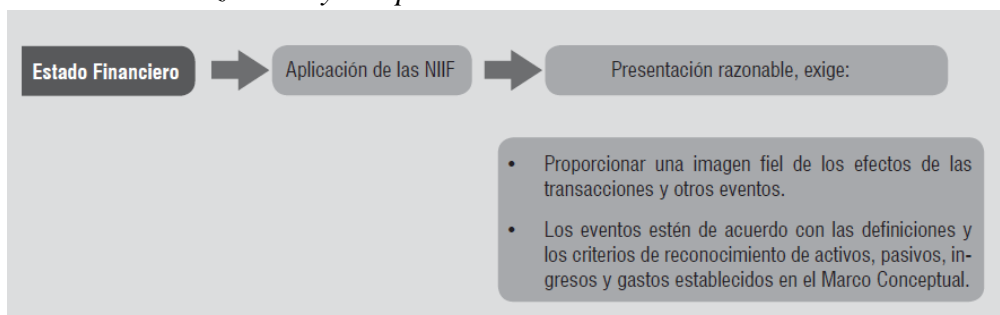 Estado Financiero
Aplicación de las NIIF
Presentación razonable, exige:
• Proporcionar una imagen fiel de los efectos de las
transacciones y otros eventos.
• Los eventos estén de acuerdo con las definiciones y
los criterios de reconocimiento de activos, pasivos, in-
gresos y gastos establecidos en el Marco Conceptual.